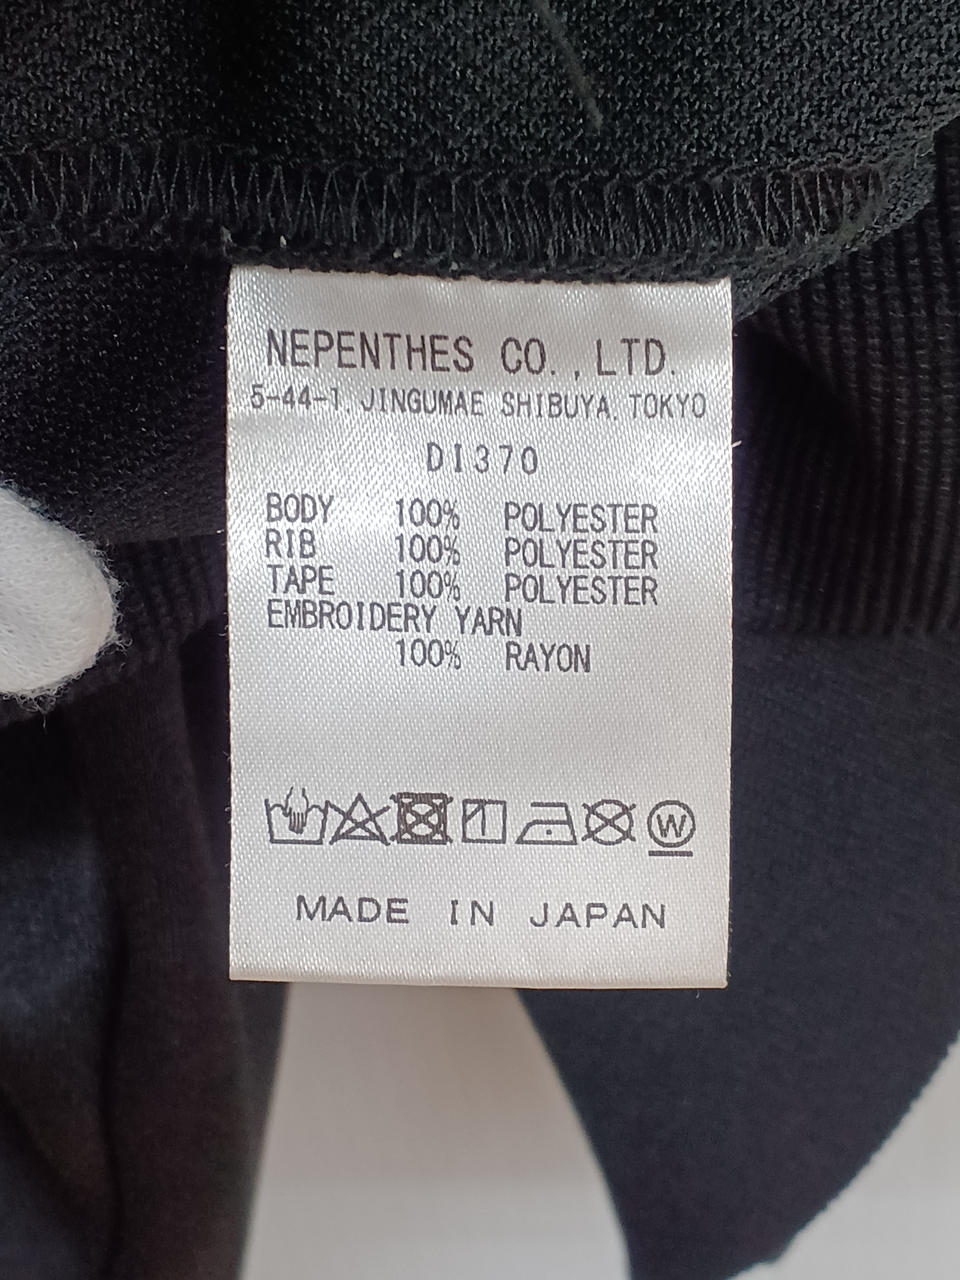 NEPENTHES CO.,LTD.
5-44-1, JINGUMAE SHIBUYA, TOKYO
DI370
BODY 100% POLYESTER
RIB 100% POLYESTER
TAPE 100% POLYESTER
EMBROIDERY YARN
100% RAYON
W
MADE IN JAPAN